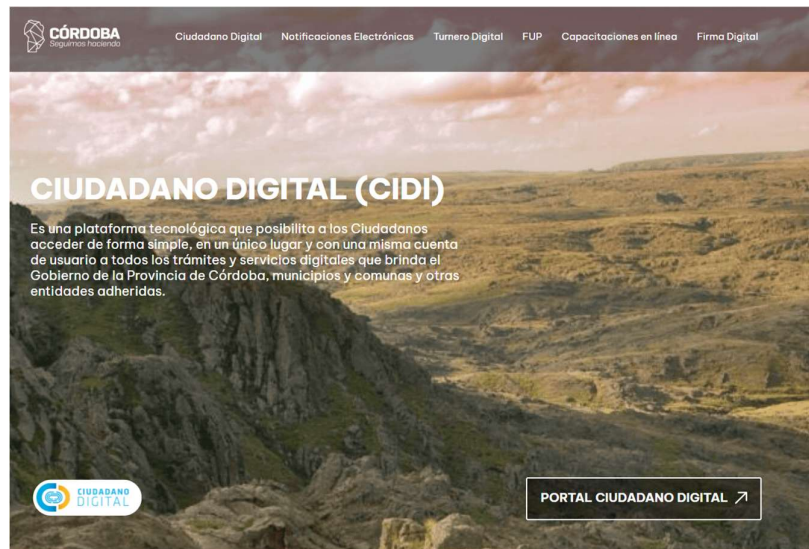 CÓRDOBA
Seguimos haciendo
Ciudadano Digital Notificaciones Electrónicas Turnero Digital FUP Capacitaciones en línea Firma Digital
CIUDADANO DIGITAL (CIDI)
Es una plataforma tecnológica que posibilita a los Ciudadanos
acceder de forma simple, en un único lugar y con una misma cuenta
de usuario a todos los trámites y servicios digitales que brinda el
Gobierno de la Provincia de Córdoba, municipios y comunas y otras
entidades adheridas.
CIUDADANO
DIGITAL
PORTAL CIUDADANO DIGITAL